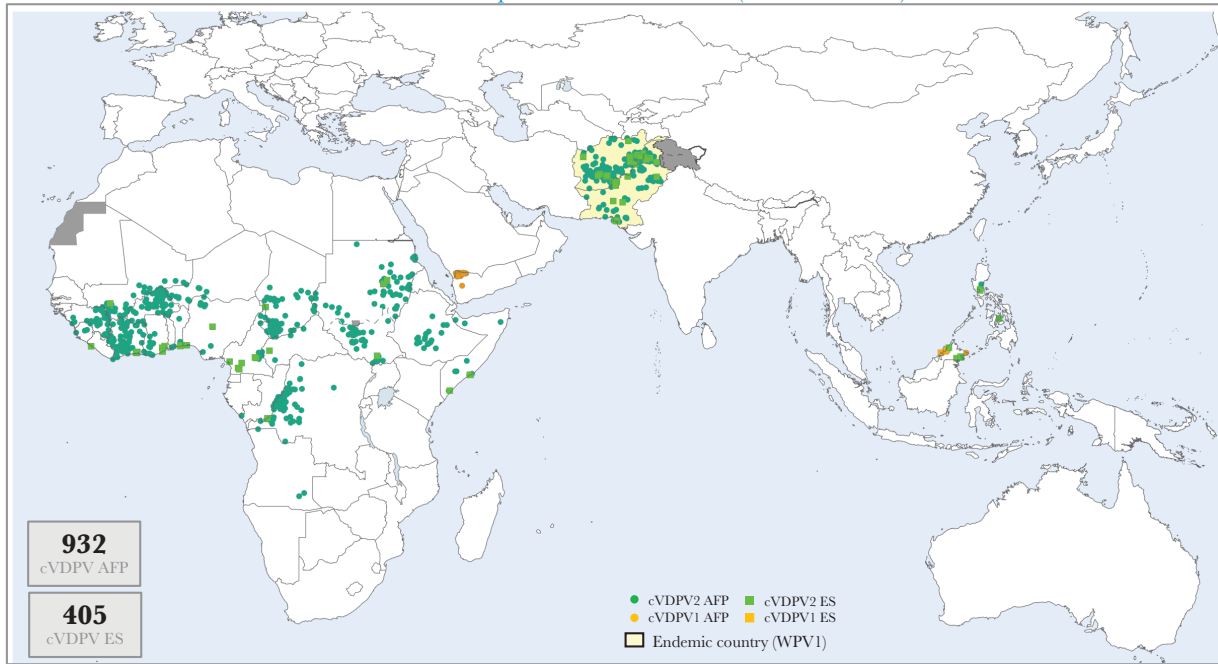 932
cVDPV AFP
405
cVDPV ES
cVDPV2 AFP
cVDPV2 ES
cVDPV1 AFP
cVDPV1 ES
Endemic country (WPV1)